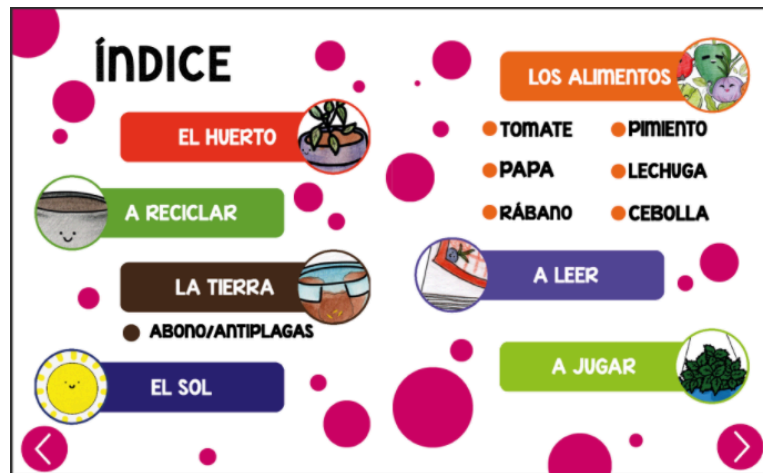 ÍNDICE
EL HUERTO
A RECICLAR
LA TIERRA
ABONO/ANTIPLAGAS
EL SOL
LOS ALIMENTOS
TOMATE
PIMIENTO
PAPA
LECHUGA
RÁBANO
CEBOLLA
A LEER
A JUGAR